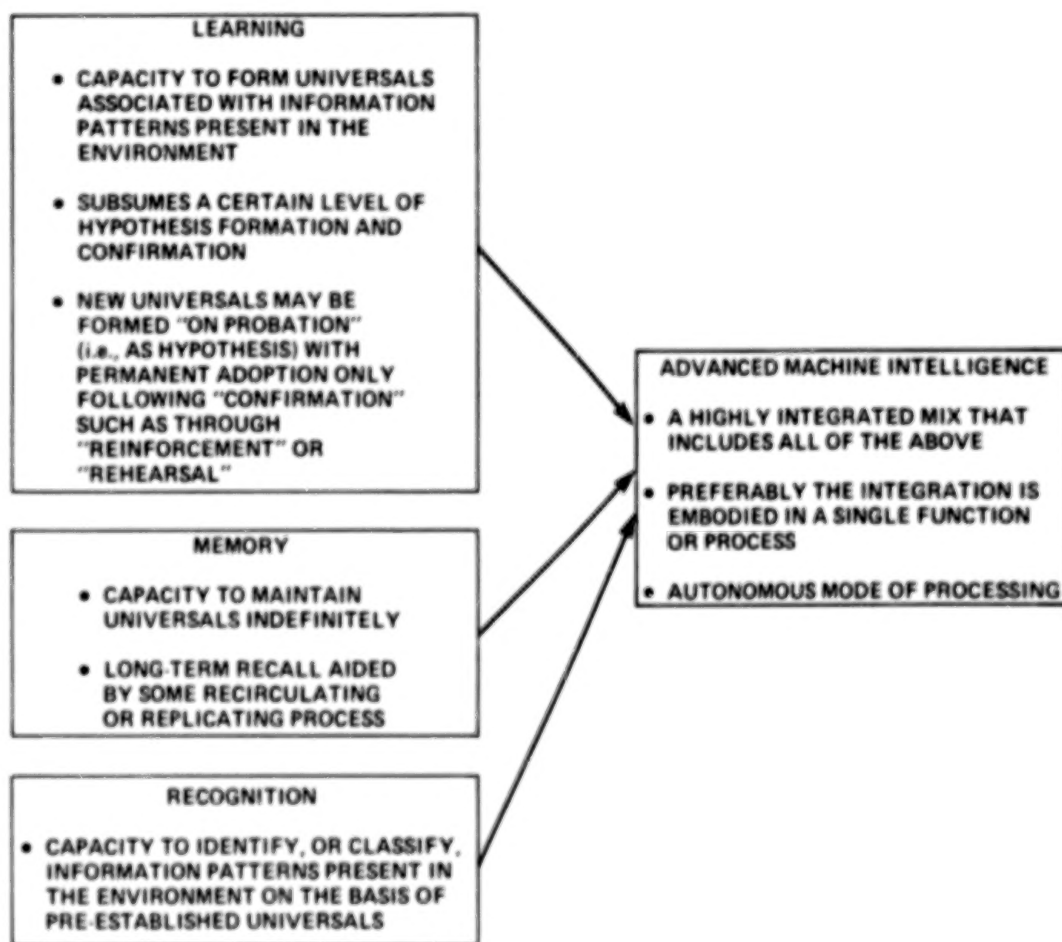 LEARNING
• CAPACITY TO FORM UNIVERSALS
ASSOCIATED WITH INFORMATION
PATTERNS PRESENT IN THE
ENVIRONMENT
• SUBSUMES A CERTAIN LEVEL OF
HYPOTHESIS FORMATION AND
CONFIRMATION
• NEW UNIVERSALS MAY BE
FORMED "ON PROBATION"
(i.e., AS HYPOTHESIS) WITH
PERMANENT ADOPTION ONLY
FOLLOWING "CONFIRMATION"
SUCH AS THROUGH
"REINFORCEMENT" OR
"REHEARSAL"
MEMORY
• CAPACITY TO MAINTAIN
UNIVERSALS INDEFINITELY
• LONG-TERM RECALL AIDED
BY SOME RECIRCULATING
OR REPLICATING PROCESS
RECOGNITION
• CAPACITY TO IDENTIFY, OR CLASSIFY,
INFORMATION PATTERNS PRESENT IN
THE ENVIRONMENT ON THE BASIS OF
PRE-ESTABLISHED UNIVERSALS
ADVANCED MACHINE INTELLIGENCE
• A HIGHLY INTEGRATED MIX THAT
INCLUDES ALL OF THE ABOVE
• PREFERABLY THE INTEGRATION IS
EMBODIED IN A SINGLE FUNCTION
OR PROCESS
• AUTONOMOUS MODE OF PROCESSING